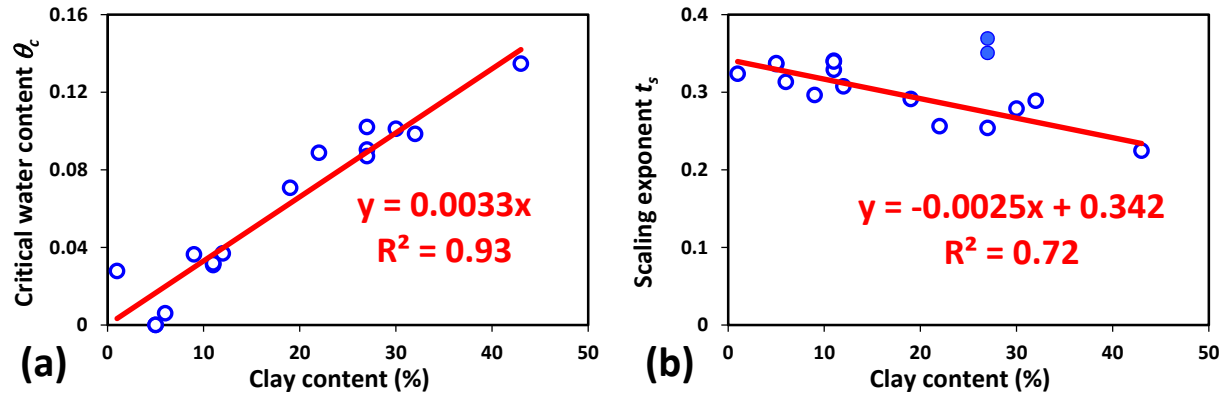 Critical water content θc
0.16
0.12
0.08
0.04
0
y = 0.0033x
R² = 0.93
0
10
20
30
40
50
Clay content (%)
(a)
Scaling exponent ts
0.4
0.3
0.2
0.1
0
y = -0.0025x + 0.342
R² = 0.72
0
10
20
30
40
50
Clay content (%)
(b)